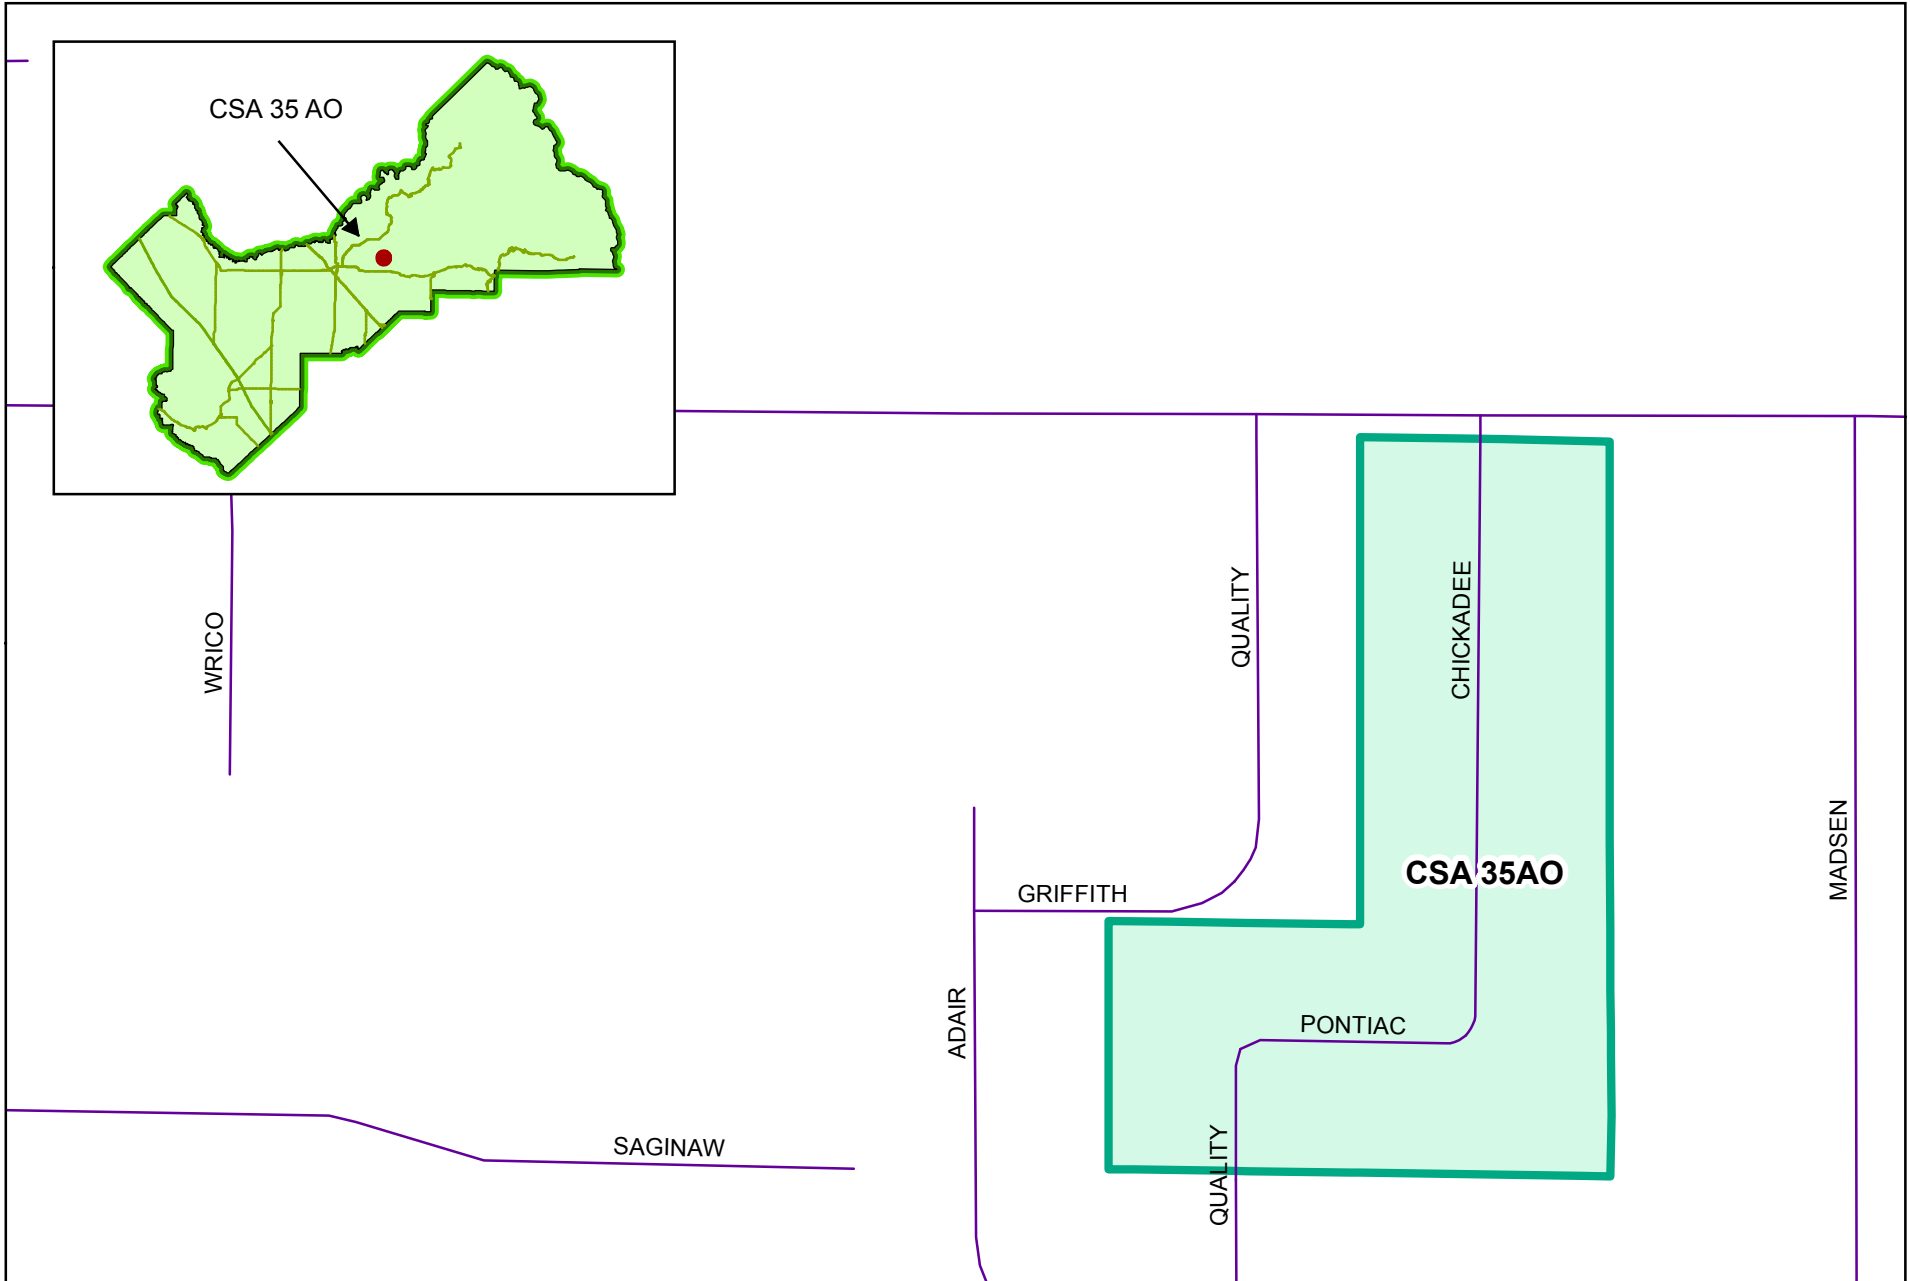 CSA 35 AO
QUALITY
CHICKADEE
WRICO
MADSEN
CSA 35AO
GRIFFITH
ADAIR
PONTIAC
SAGINAW
QUALITY